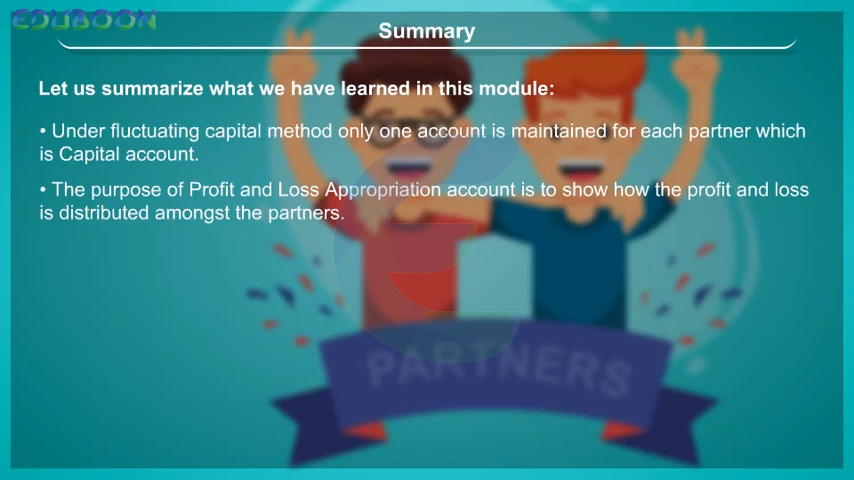 EDUBOON
Summary
Let us summarize what we have learned in this module:
• Under fluctuating capital method only one account is maintained for each partner which
is Capital account.
• The purpose of Profit and Loss Appropriation account is to show how the profit and loss
is distributed amongst the partners.
PARTNERS